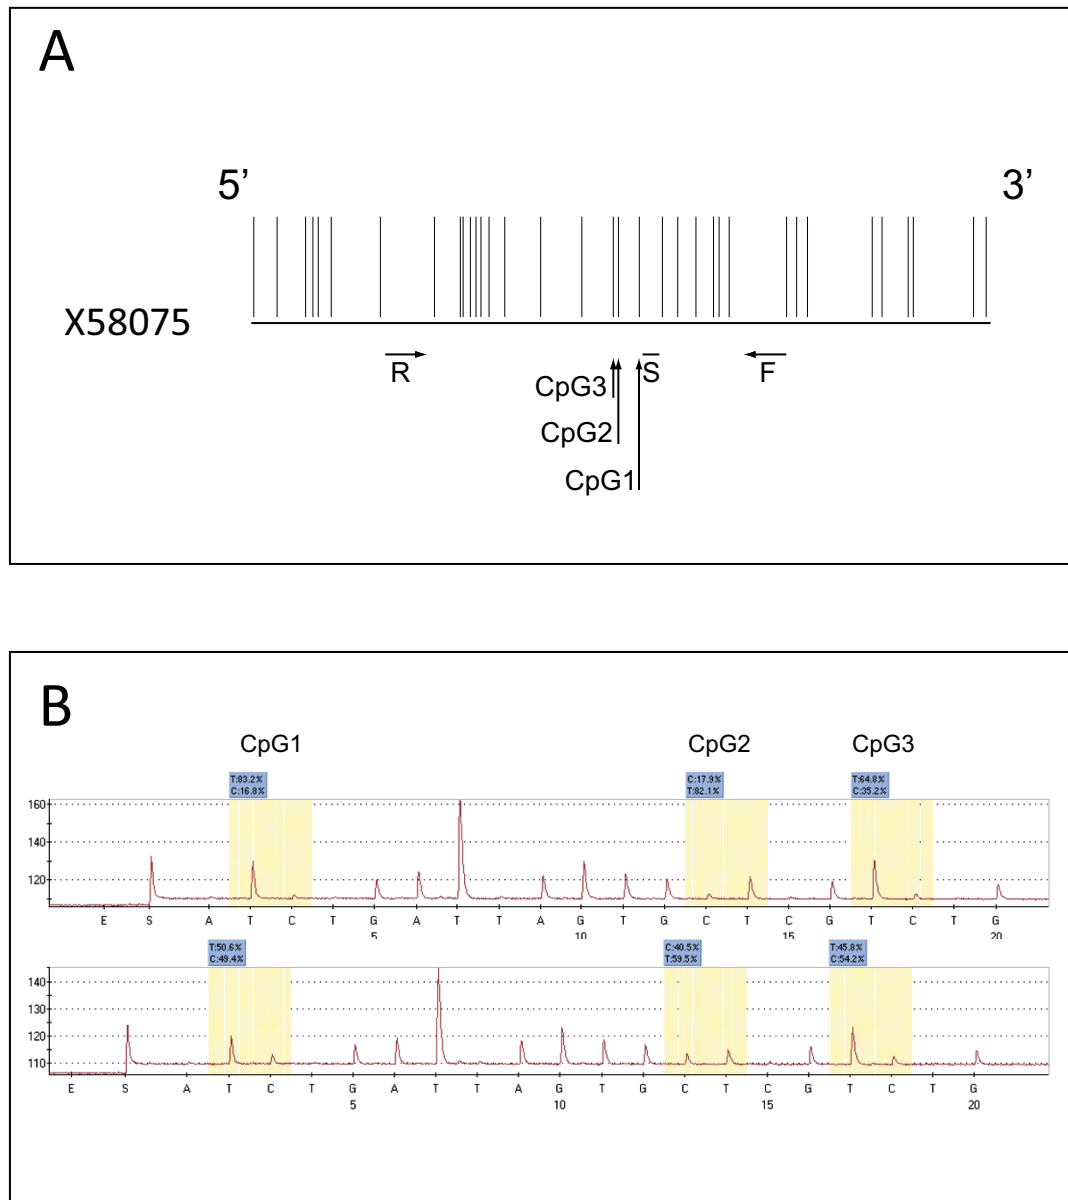 A
5’ 3’
X58075
R S F
CpG3
CpG2
CpG1
B
CpG1 CpG2 CpG3
T:83.2% C:17.9% T:64.8%
C:16.8% T:82.1% C:35.2%
160
140
120
E S A T C T G A T T A G T G C T C G T C T G
5 10 15 20
T:50.6% C:40.5% T:45.8%
C:49.4% T:59.5% C:54.2%
140
130
120
110
E S A T C T G A T T A G T G C T C G T C T G
5 10 15 20